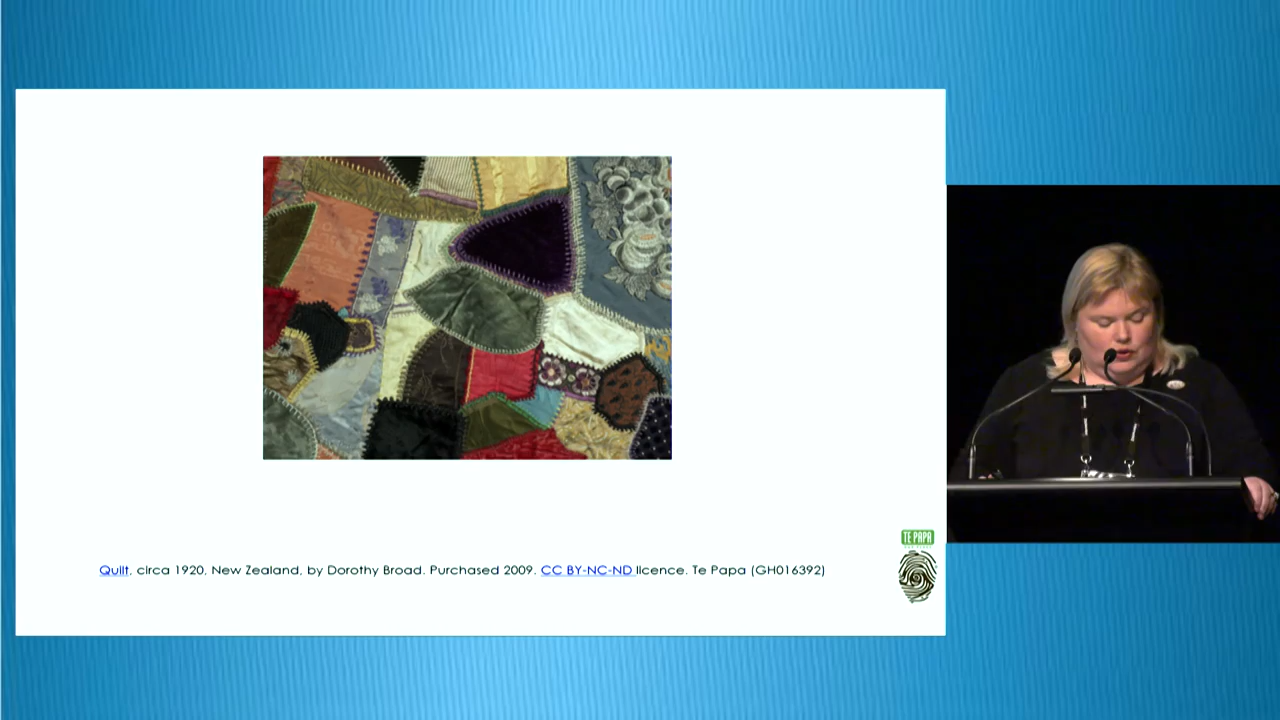 Quilt, circa 1920, New Zealand, by Dorothy Broad. Purchased 2009. CC BY-NC-ND licence. Te Papa (GH016392)
TE PAPA